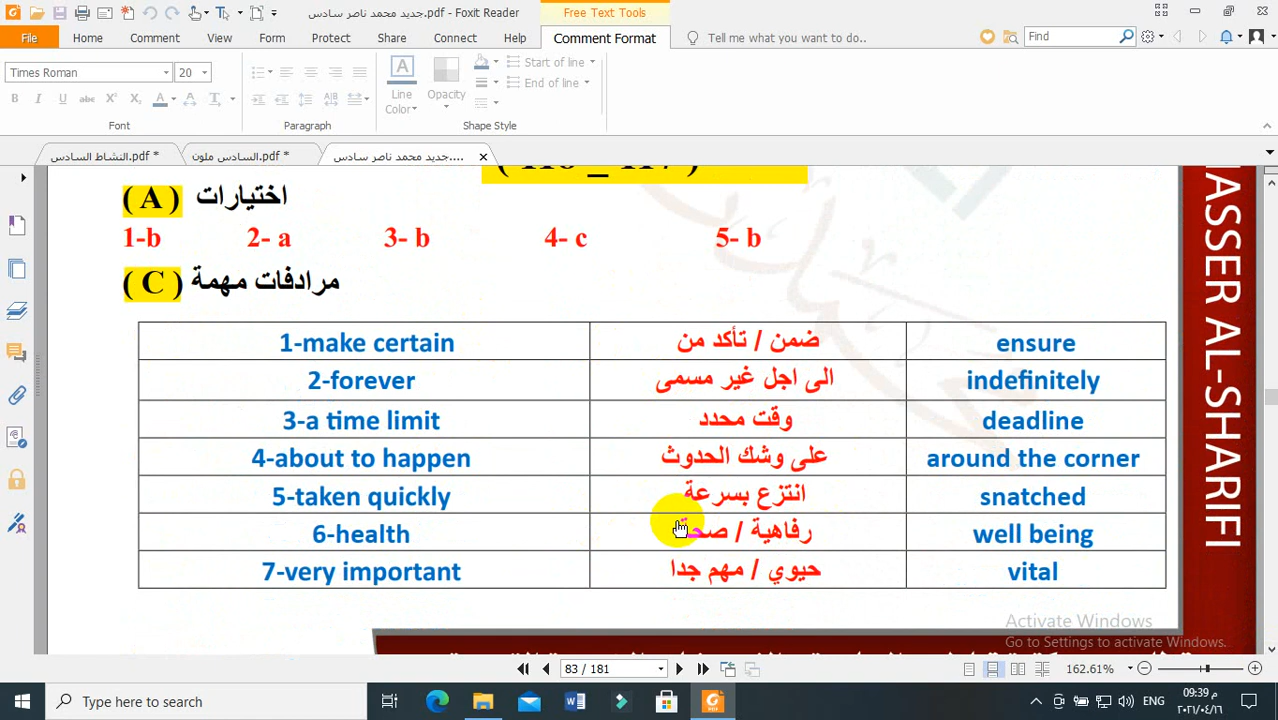 جديد محمد ناصر سادس.pdf - Foxit Reader
Free Text Tools
File Home Comment View Form Protect Share Connect Help Comment Format Tell me what you want to do.. Find
Times Roman 20
Line Color
Opacity
Start of line
End of line
Font Paragraph Shape Style
النشاط السادس.pdf * السادس ملون.pdf * جديد محمد ناصر سادس....
( A ) اختيارات
1-b 2- a 3- b 4- c 5- b
( C ) مرادفات مهمة
1-make certain ضمن / تأكد من ensure
2-forever الى اجل غير مسمى indefinitely
3-a time limit وقت محدد deadline
4-about to happen على وشك الحدوث around the corner
5-taken quickly انتزع بسرعة snatched
6-health رفاهية / صحة well being
7-very important حيوي / مهم جدا vital
ASSER AL-SHARIFI
Activate Windows
Go to Settings to activate Windows.
83 / 181 162.61%
Type here to search
ENG
09:39 م
٢٠٢١/٠٤/١٦